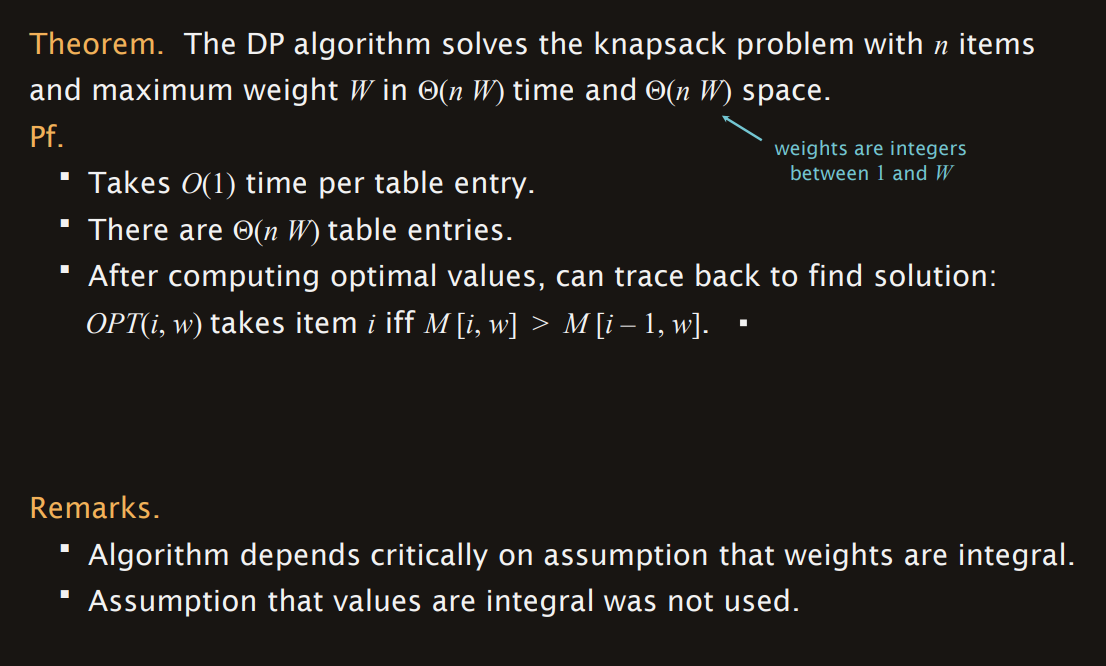 Theorem. The DP algorithm solves the knapsack problem with n items
and maximum weight W in Θ(n W) time and Θ(n W) space.
weights are integers
between 1 and W
Pf.
▪ Takes O(1) time per table entry.
▪ There are Θ(n W) table entries.
▪ After computing optimal values, can trace back to find solution:
OPT(i, w) takes item i iff M [i, w] > M [i – 1, w]. ▪
Remarks.
▪ Algorithm depends critically on assumption that weights are integral.
▪ Assumption that values are integral was not used.